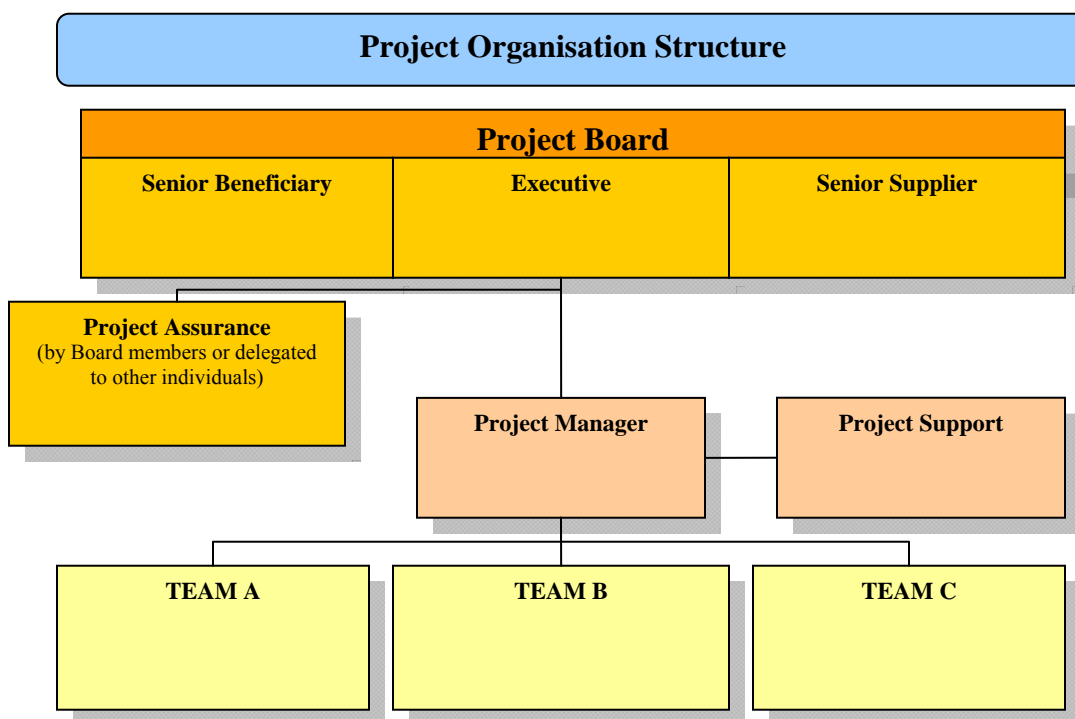 Project Organisation Structure
Project Board
Senior Beneficiary
Executive
Senior Supplier
Project Assurance
(by Board members or delegated
to other individuals)
Project Manager
Project Support
TEAM A
TEAM B
TEAM C